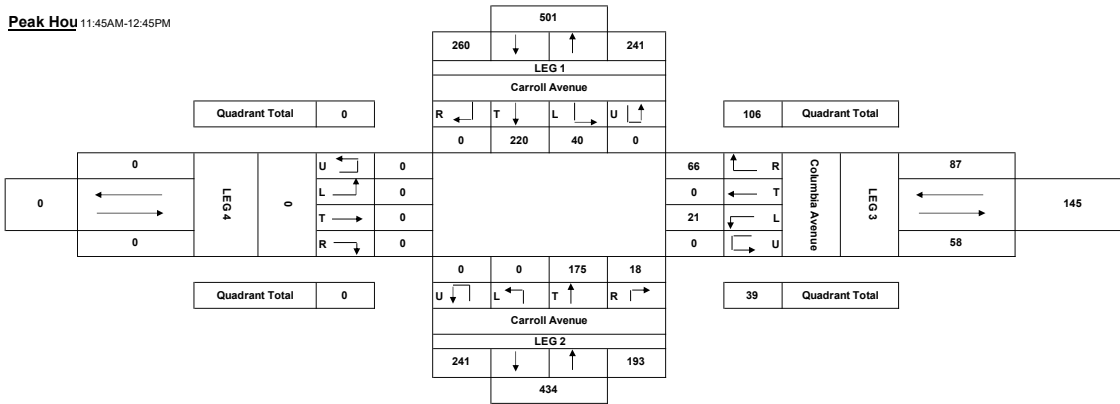 501
Peak Hou 11:45AM-12:45PM
260 241
LEG 1
Carroll Avenue
Quadrant Total 0
R T L U
106 Quadrant Total
0 220 40 0
0 U 0 66 R 87
0 LEG 4 0 L 0 0 T Columbia Avenue LEG 3 145
T 0 21 L
0 R 0 0 U 58
0 0 175 18
Quadrant Total 0
U L T R
39 Quadrant Total
Carroll Avenue
LEG 2
241 193
434